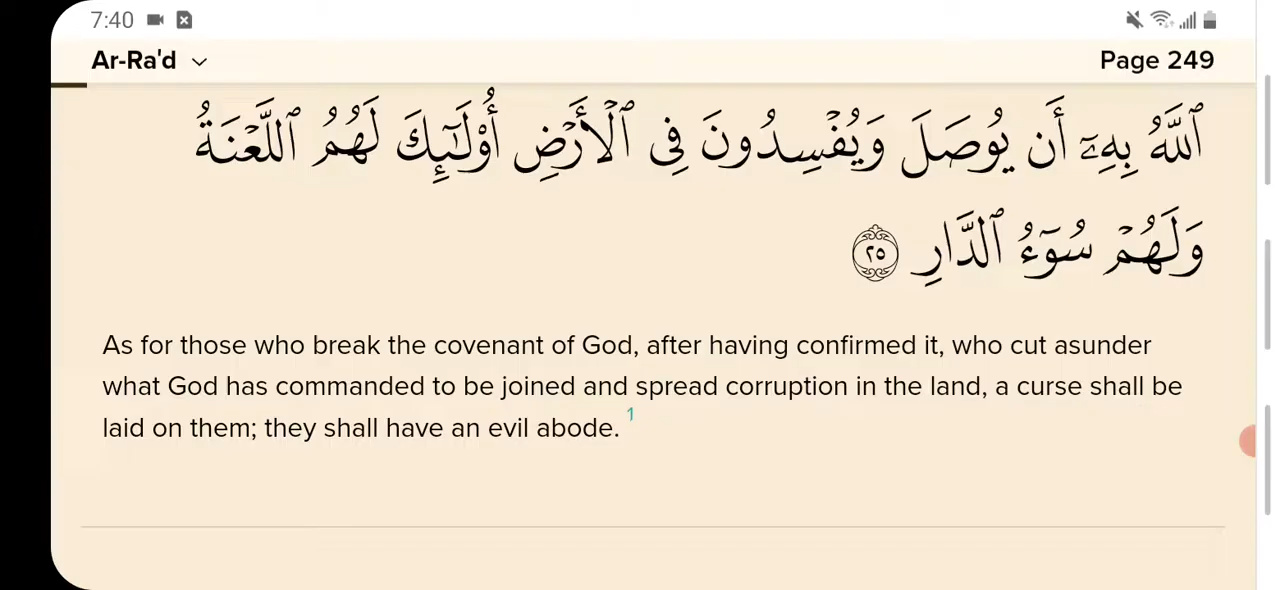 7:40
Ar-Ra'd
Page 249
ٱللَّهُ بِهِۦٓ أَن يُوصَلَ وَيُفْسِدُونَ فِى ٱلْأَرْضِ أُو۟لَـٰٓئِكَ لَهُمُ ٱللَّعْنَةُ
وَلَهُمْ سُوٓءُ ٱلدَّارِ ٢٥
As for those who break the covenant of God, after having confirmed it, who cut asunder
what God has commanded to be joined and spread corruption in the land, a curse shall be
laid on them; they shall have an evil abode. 1